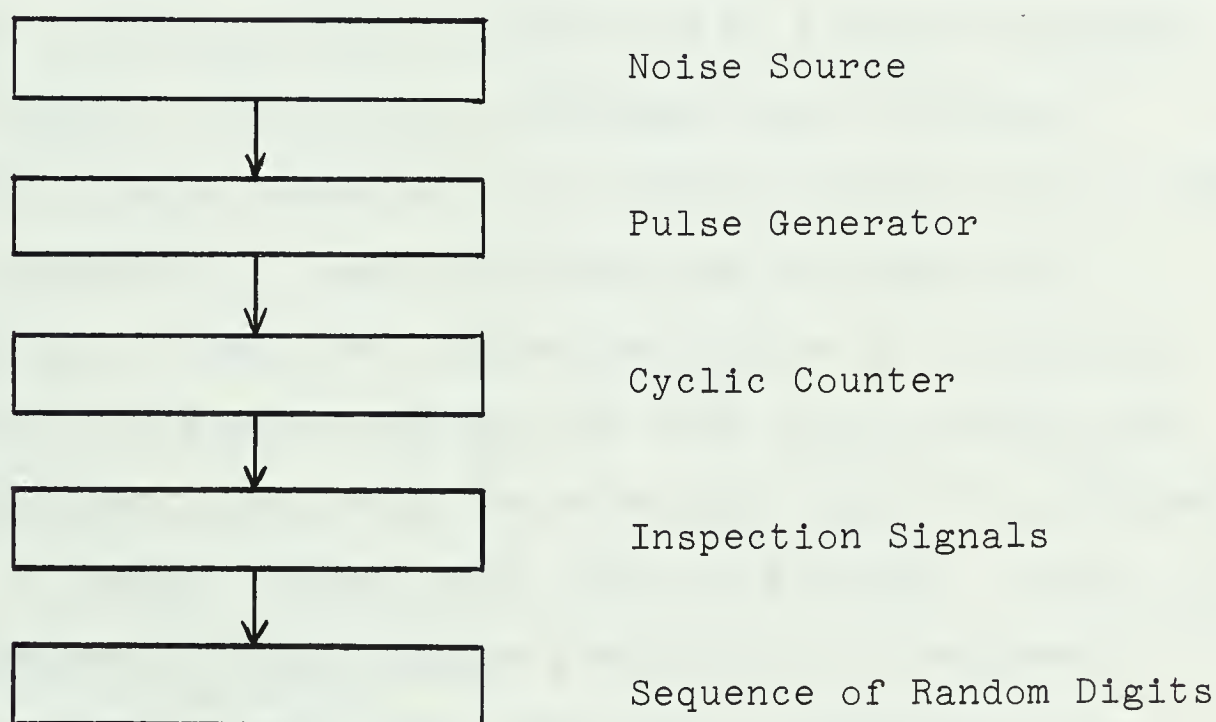 Noise Source
Pulse Generator
Cyclic Counter
Inspection Signals
Sequence of Random Digits